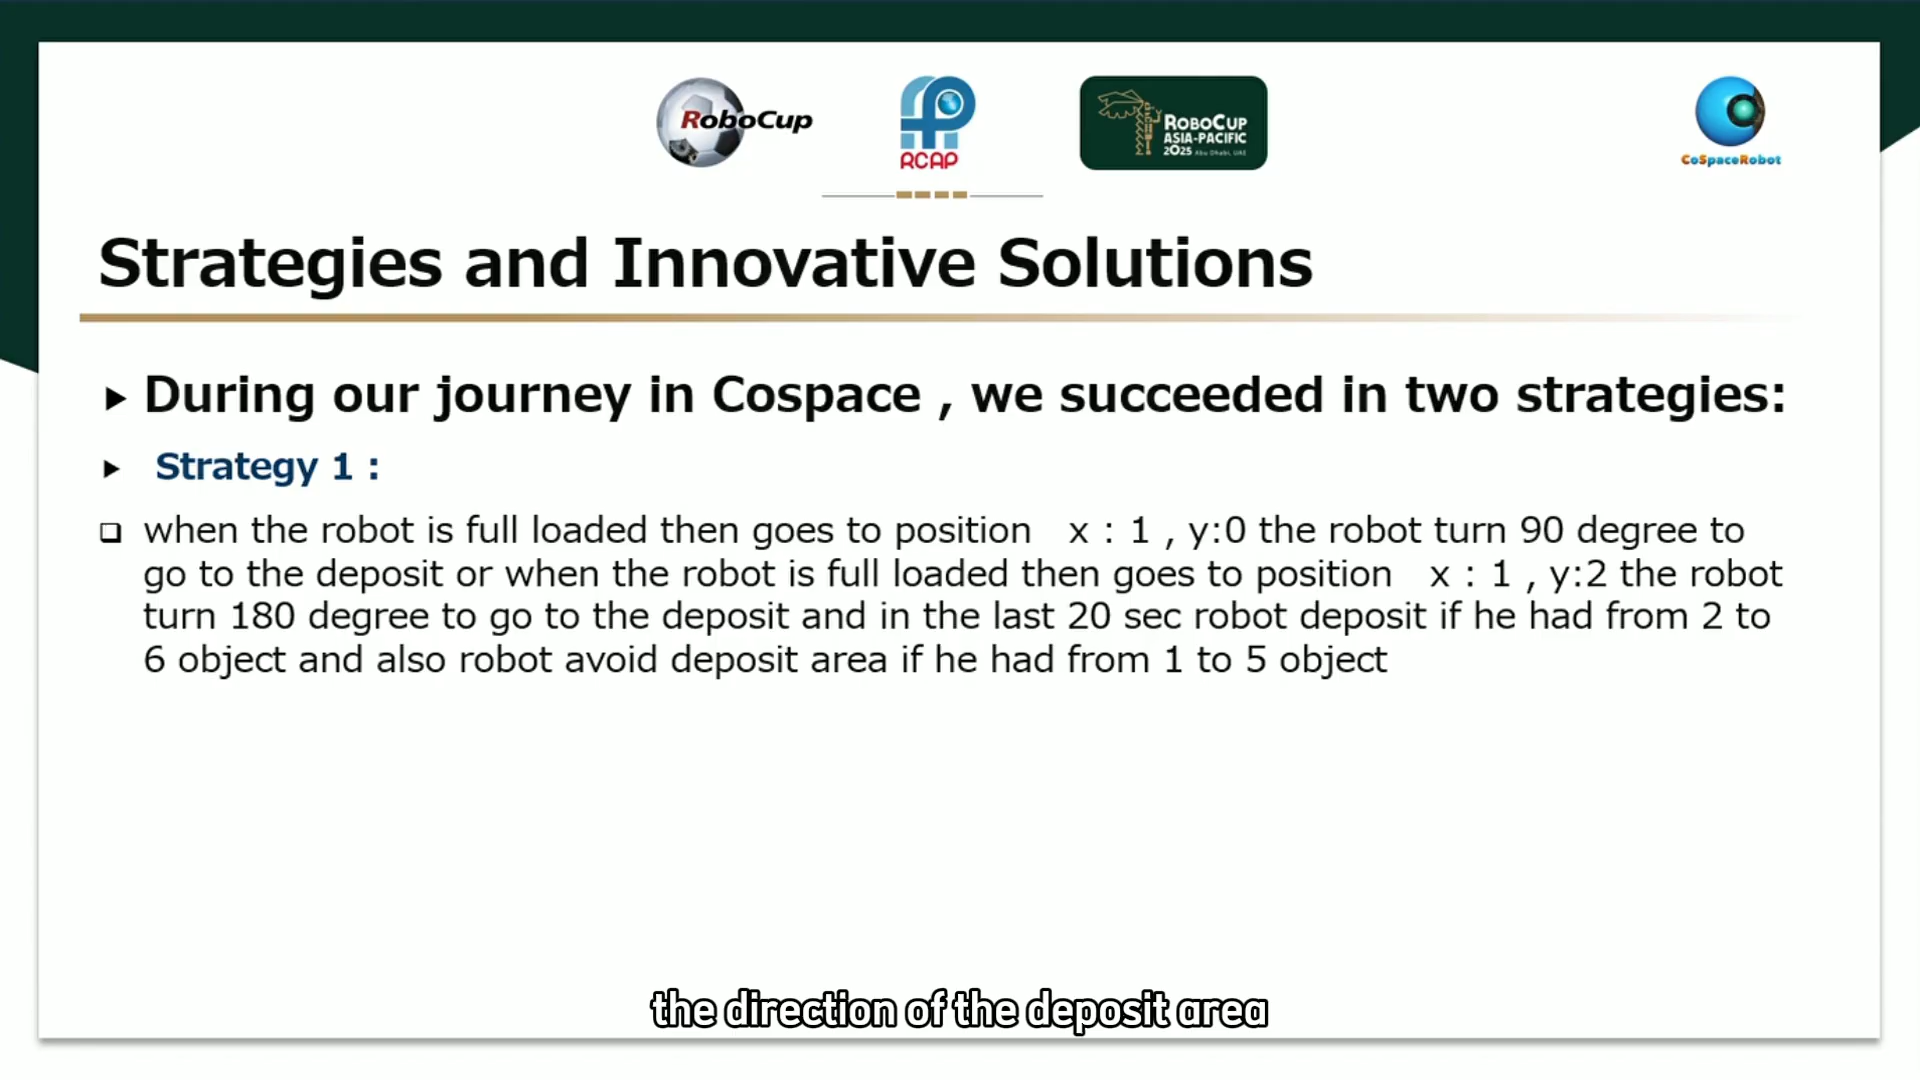 RoboCup
RCAP
ROBOCUP
ASIA-PACIFIC
2025 Abu Dhabi, UAE
CoSpaceRobot
Strategies and Innovative Solutions
During our journey in Cospace , we succeeded in two strategies:
Strategy 1 :
when the robot is full loaded then goes to position x : 1 , y:0 the robot turn 90 degree to
go to the deposit or when the robot is full loaded then goes to position x : 1 , y:2 the robot
turn 180 degree to go to the deposit and in the last 20 sec robot deposit if he had from 2 to
6 object and also robot avoid deposit area if he had from 1 to 5 object
the direction of the deposit area